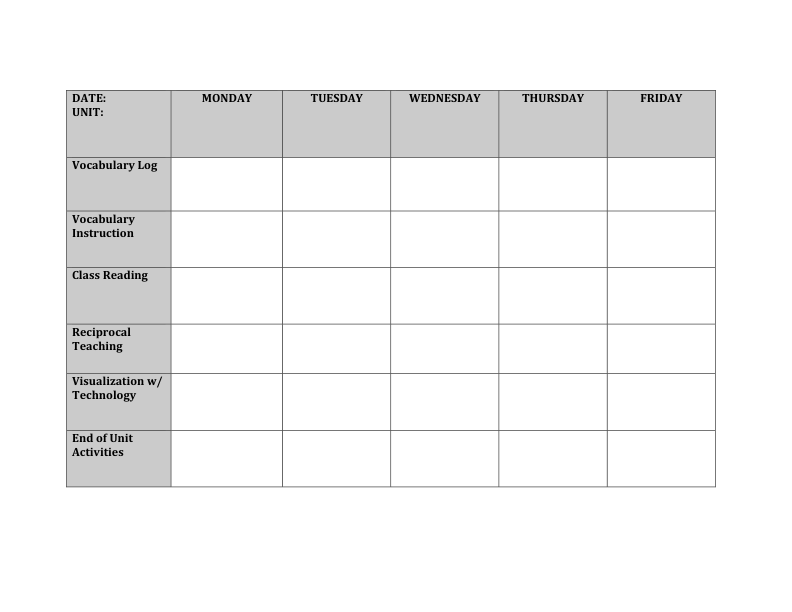 DATE:
UNIT:
MONDAY
TUESDAY
WEDNESDAY
THURSDAY
FRIDAY
Vocabulary Log
Vocabulary
Instruction
Class Reading
Reciprocal
Teaching
Visualization w/
Technology
End of Unit
Activities